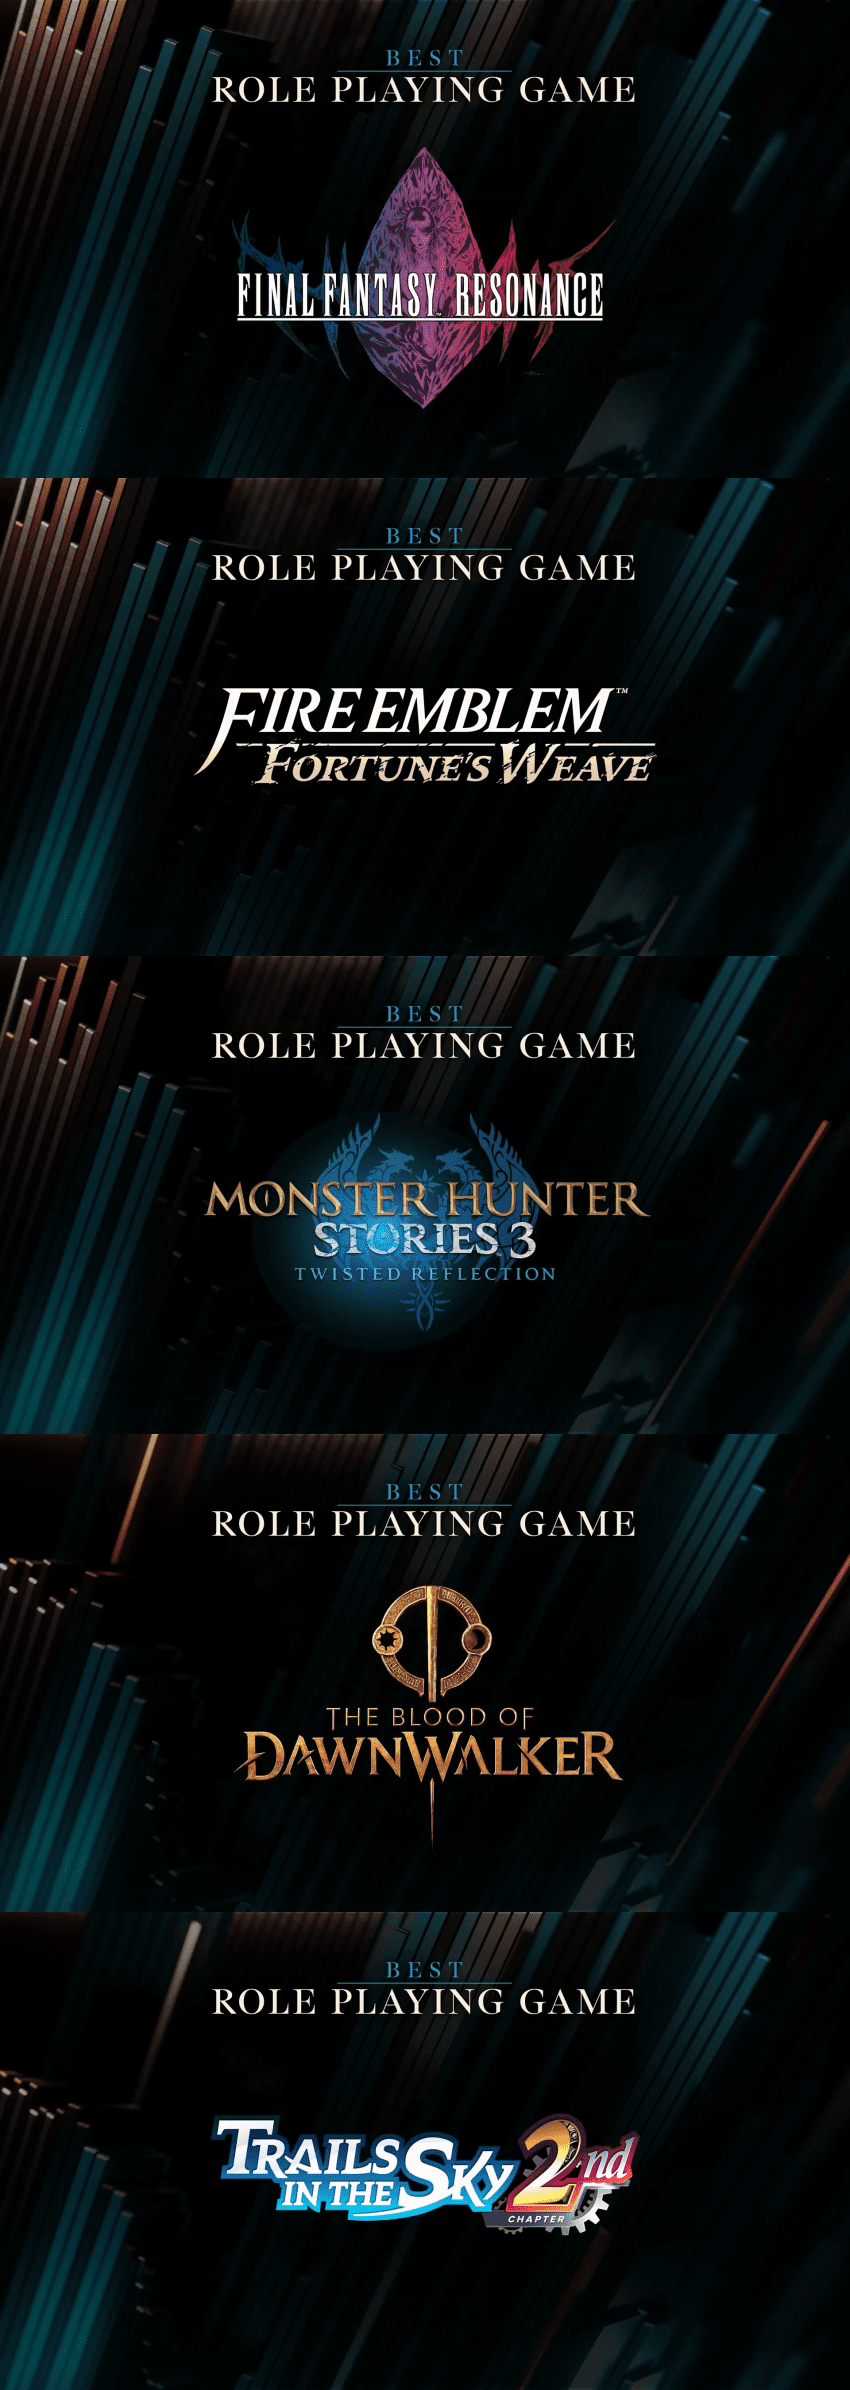 BEST
ROLE PLAYING GAME
FINAL FANTASY RESONANCE
BEST
ROLE PLAYING GAME
FIRE EMBLEM™
FORTUNE'S WEAVE
BEST
ROLE PLAYING GAME
MONSTER HUNTER
STORIES 3
TWISTED REFLECTION
BEST
ROLE PLAYING GAME
THE BLOOD OF
DAWNWALKER
BEST
ROLE PLAYING GAME
TRAILS
IN THE SKY 2nd
CHAPTER